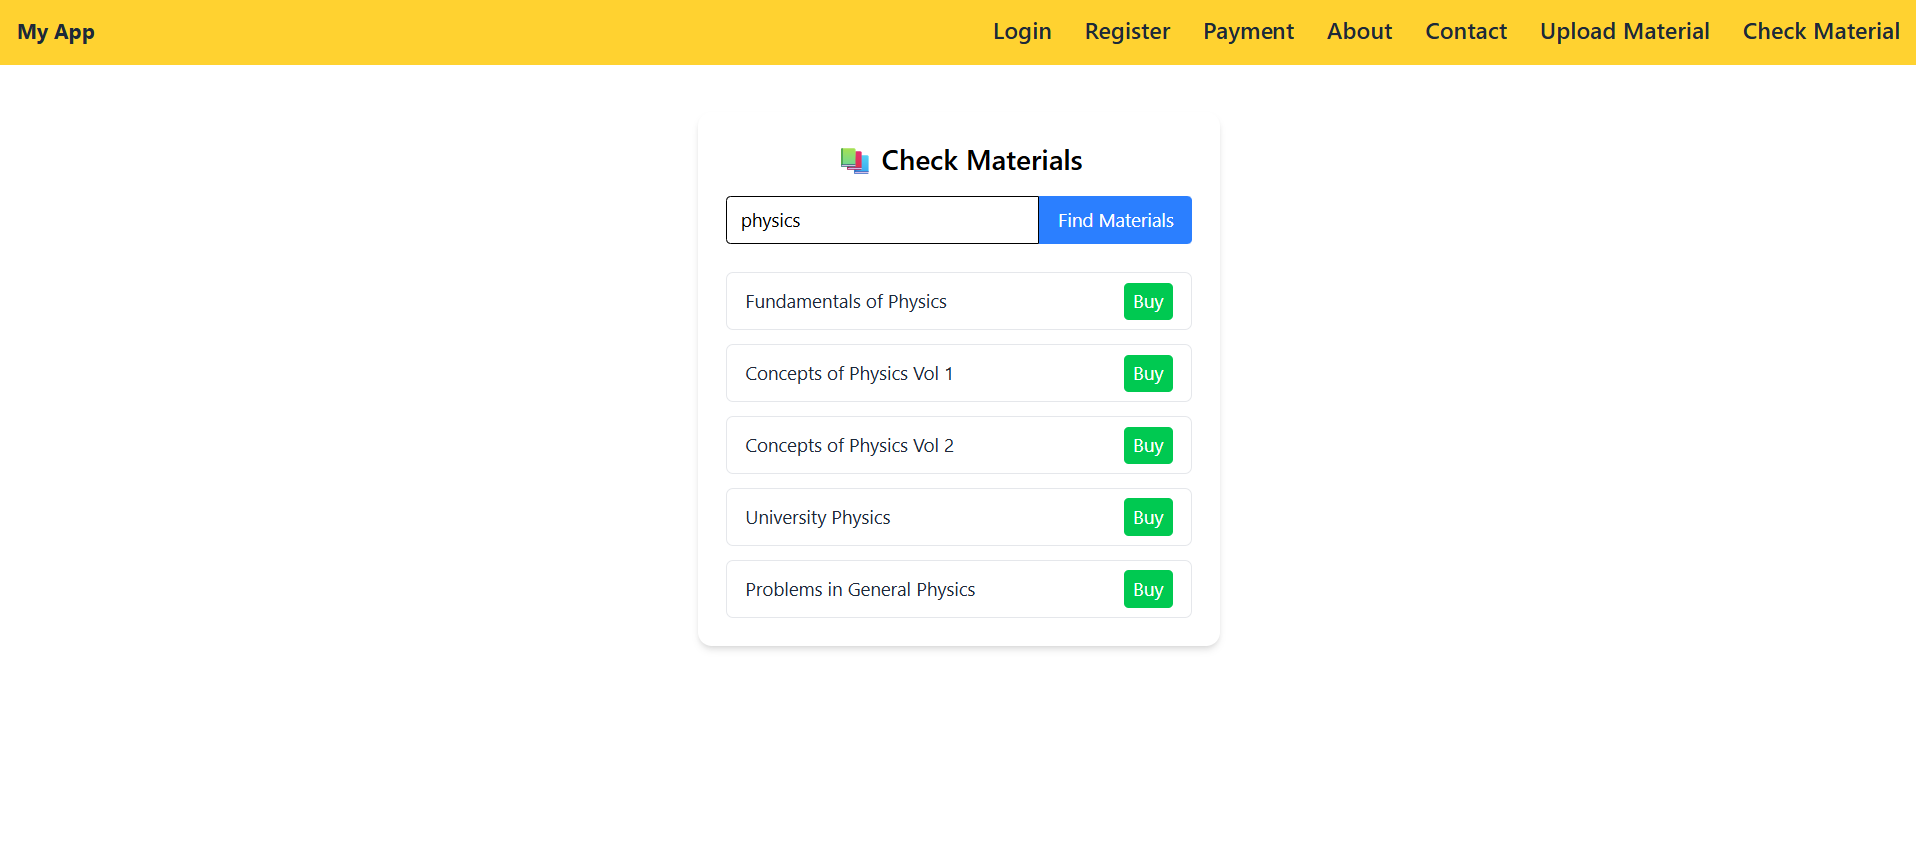 My App
Login Register Payment About Contact Upload Material Check Material
Check Materials
physics Find Materials
Fundamentals of Physics Buy
Concepts of Physics Vol 1 Buy
Concepts of Physics Vol 2 Buy
University Physics Buy
Problems in General Physics Buy